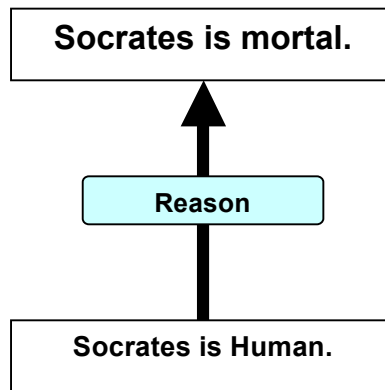 Socrates is mortal.
Reason
Socrates is Human.